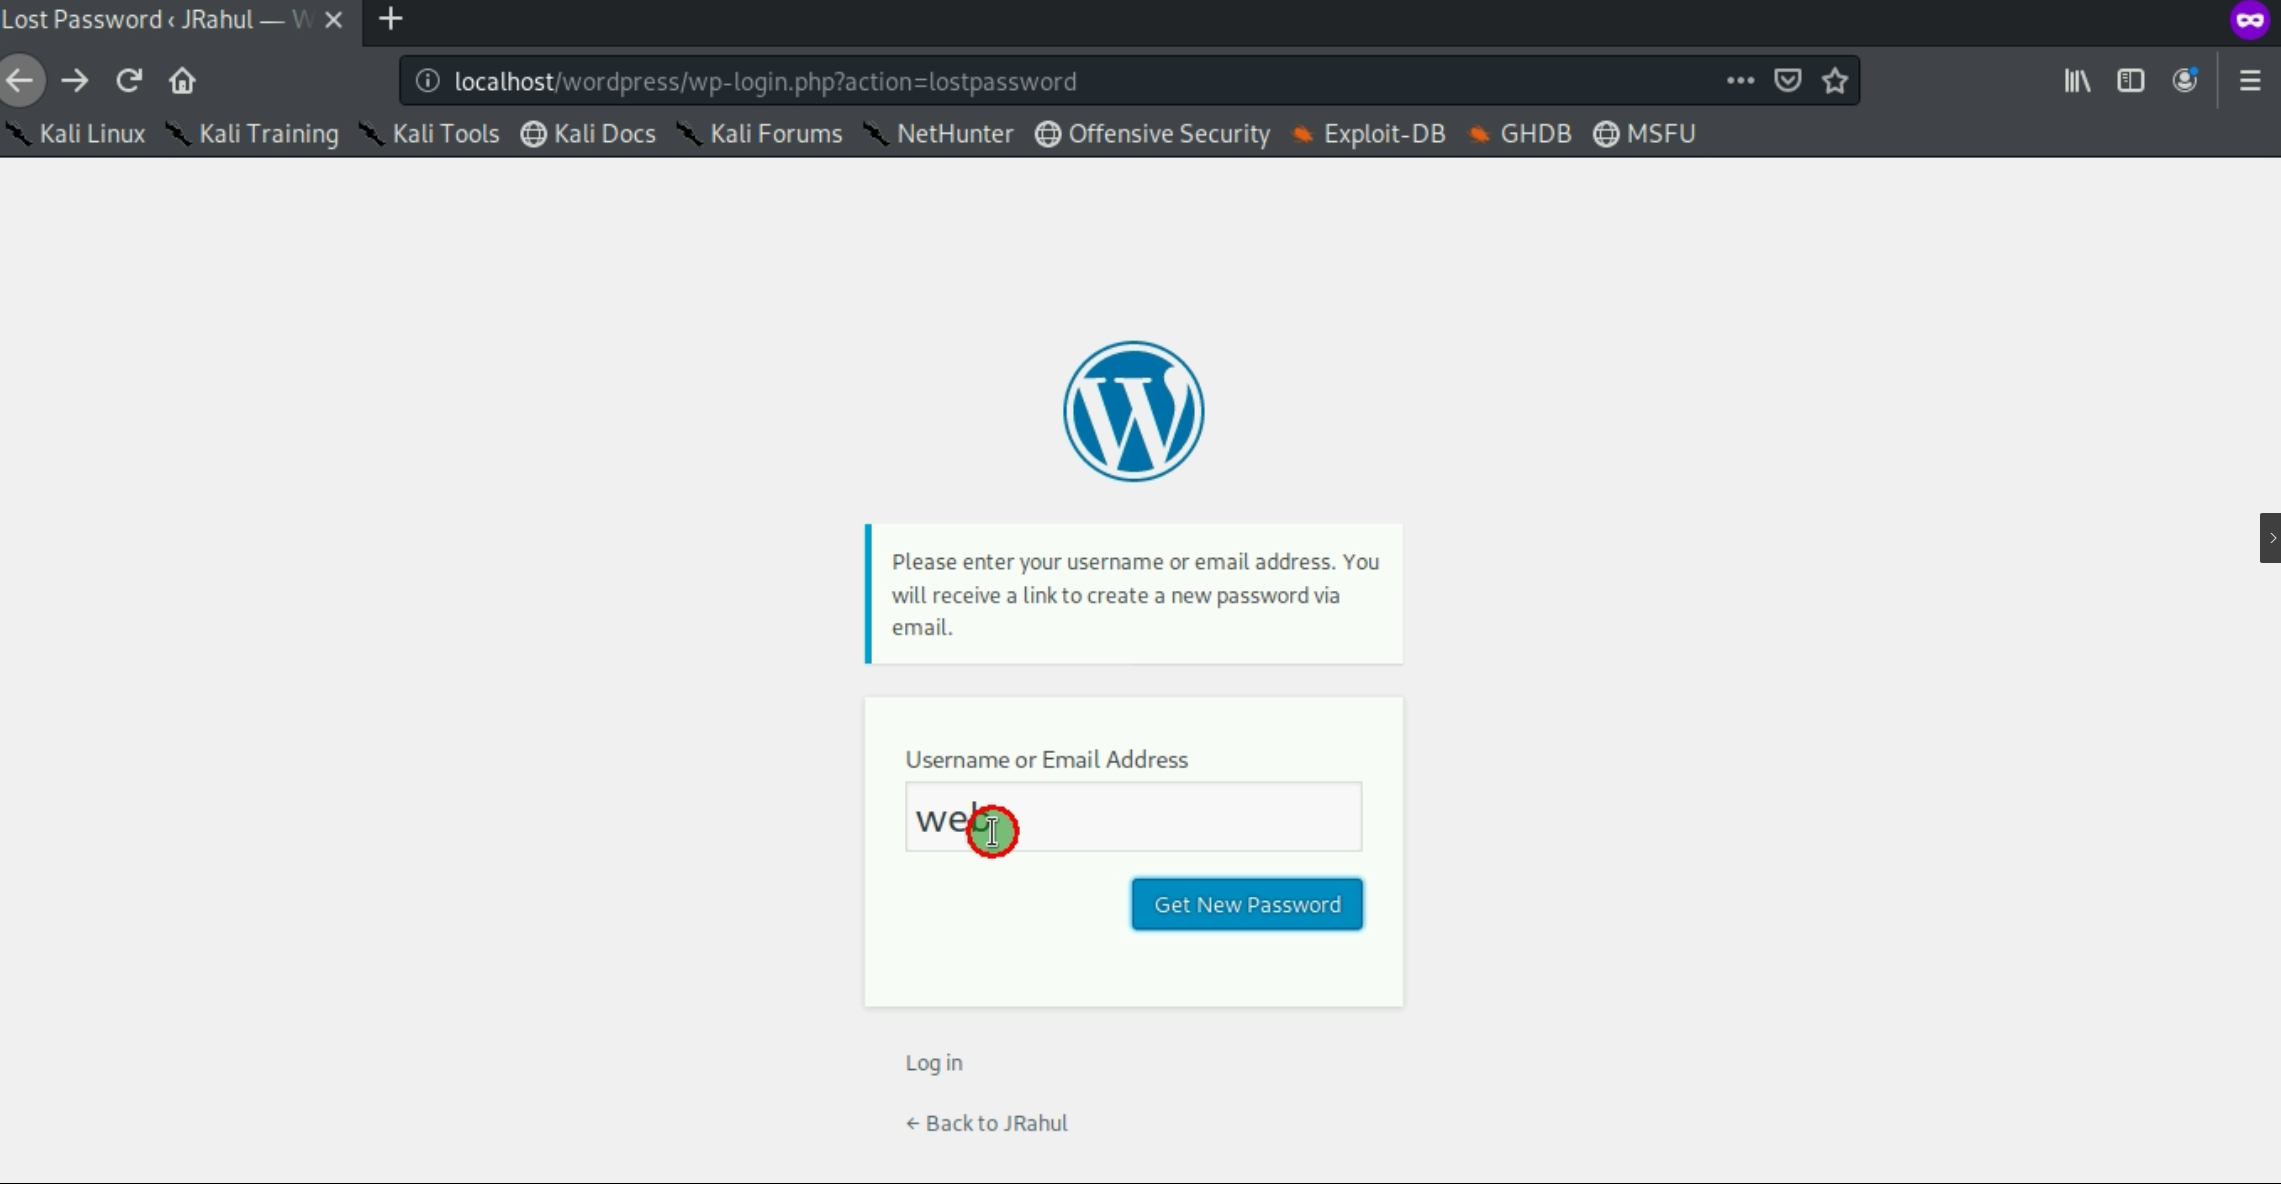 Lost Password ‹ JRahul — W
localhost/wordpress/wp-login.php?action=lostpassword
Kali Linux Kali Training Kali Tools Kali Docs Kali Forums NetHunter Offensive Security Exploit-DB GHDB MSFU
Please enter your username or email address. You
will receive a link to create a new password via
email.
Username or Email Address
web
Get New Password
Log in
← Back to JRahul